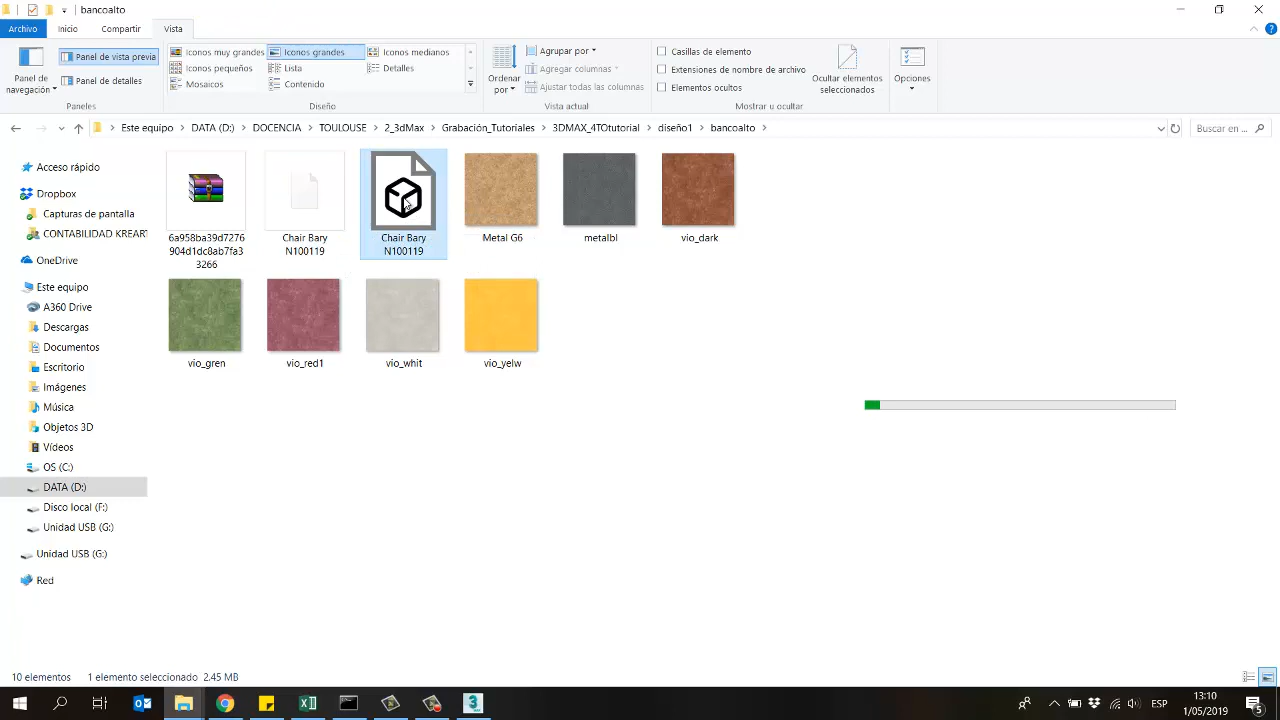 bancoalto
Archivo
Inicio
Compartir
Vista
Panel de
navegación
Panel de vista previa
Panel de detalles
Paneles
Iconos muy grandes
Iconos grandes
Iconos medianos
Iconos pequeños
Lista
Detalles
Mosaicos
Contenido
Diseño
Ordenar
por
Agrupar por
Agregar columnas
Ajustar todas las columnas
Vista actual
Casillas de elemento
Extensiones de nombre de archivo
Elementos ocultos
Ocultar elementos
seleccionados
Mostrar u ocultar
Opciones
Este equipo > DATA (D:) > DOCENCIA > TOULOUSE > 2_3dMax > Grabación_Tutoriales > 3DMAX_4TOtutorial > diseño1 > bancoalto >
Buscar en ...
Acceso rápido
Dropbox
Capturas de pantalla
CONTABILIDAD KREART
OneDrive
Este equipo
A360 Drive
Descargas
Documentos
Escritorio
Imágenes
Música
Objetos 3D
Vídeos
OS (C:)
DATA (D:)
Disco local (F:)
Unidad USB (G:)
Unidad USB (G:)
Red
6a958ba39d7276
904d1dc8ab7fa3
3266
Chair Bary
N100119
Chair Bary
N100119
Metal G6
metalbl
vio_dark
vio_gren
vio_red1
vio_whit
vio_yelw
10 elementos
1 elemento seleccionado 2.45 MB
ESP
13:10
1/05/2019
5